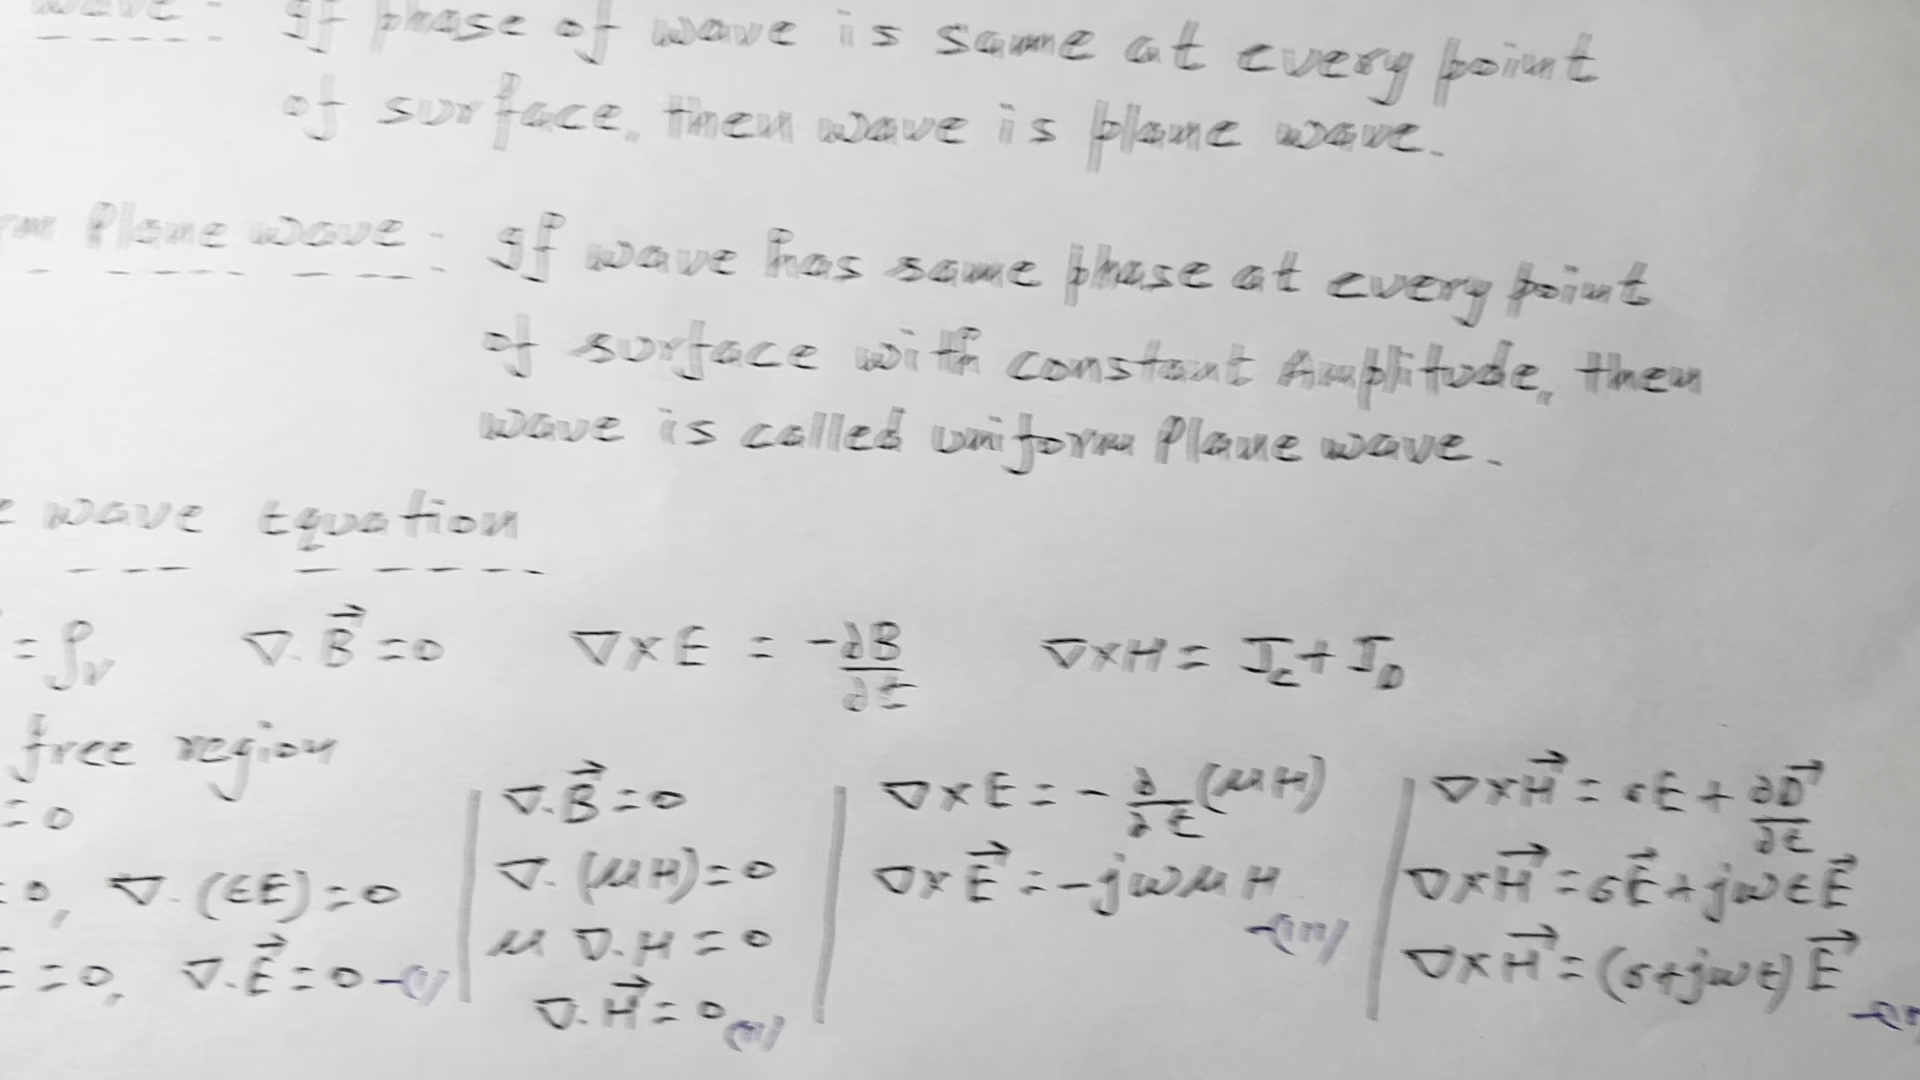 wave : If phase of wave is same at every point
of surface, then wave is plane wave.
Plane wave : If wave has same phase at every point
of surface with constant Amplitude, then
wave is called uniform Plane wave.
wave Equation
= ρv ∇. B⃗ = 0 ∇×E = -∂B/∂t ∇×H = Jc + JD
free region
= 0
= 0, ∇. (ϵE) = 0
= 0, ∇. E⃗ = 0 -(i)
∇. B⃗ = 0
∇. (μH) = 0
μ ∇. H = 0
∇. H⃗ = 0 (ii)
∇×E = - ∂/∂t (μH)
∇×E⃗ = -jωμH
-(iii)
∇×H⃗ = σE + ∂D⃗/∂t
∇×H⃗ = σE⃗ + jωϵE⃗
∇×H⃗ = (σ+jωϵ) E⃗